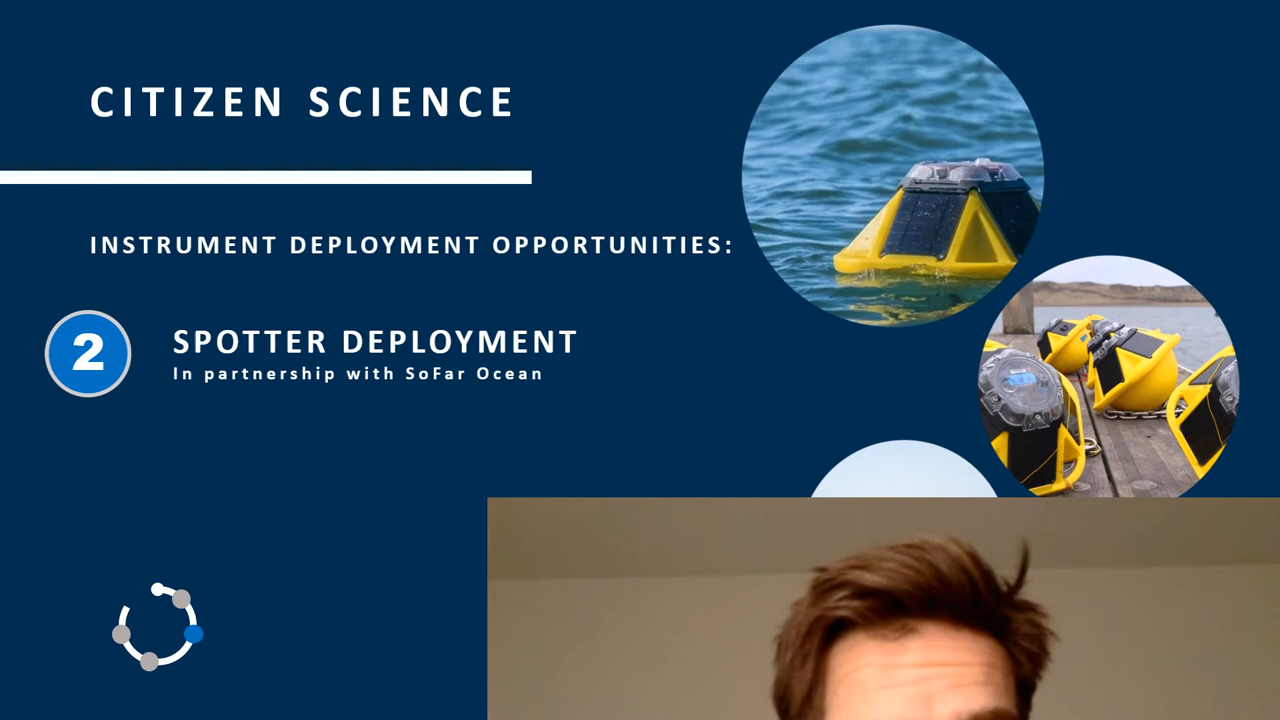 CITIZEN SCIENCE
INSTRUMENT DEPLOYMENT OPPORTUNITIES:
2
SPOTTER DEPLOYMENT
In partnership with SoFar Ocean